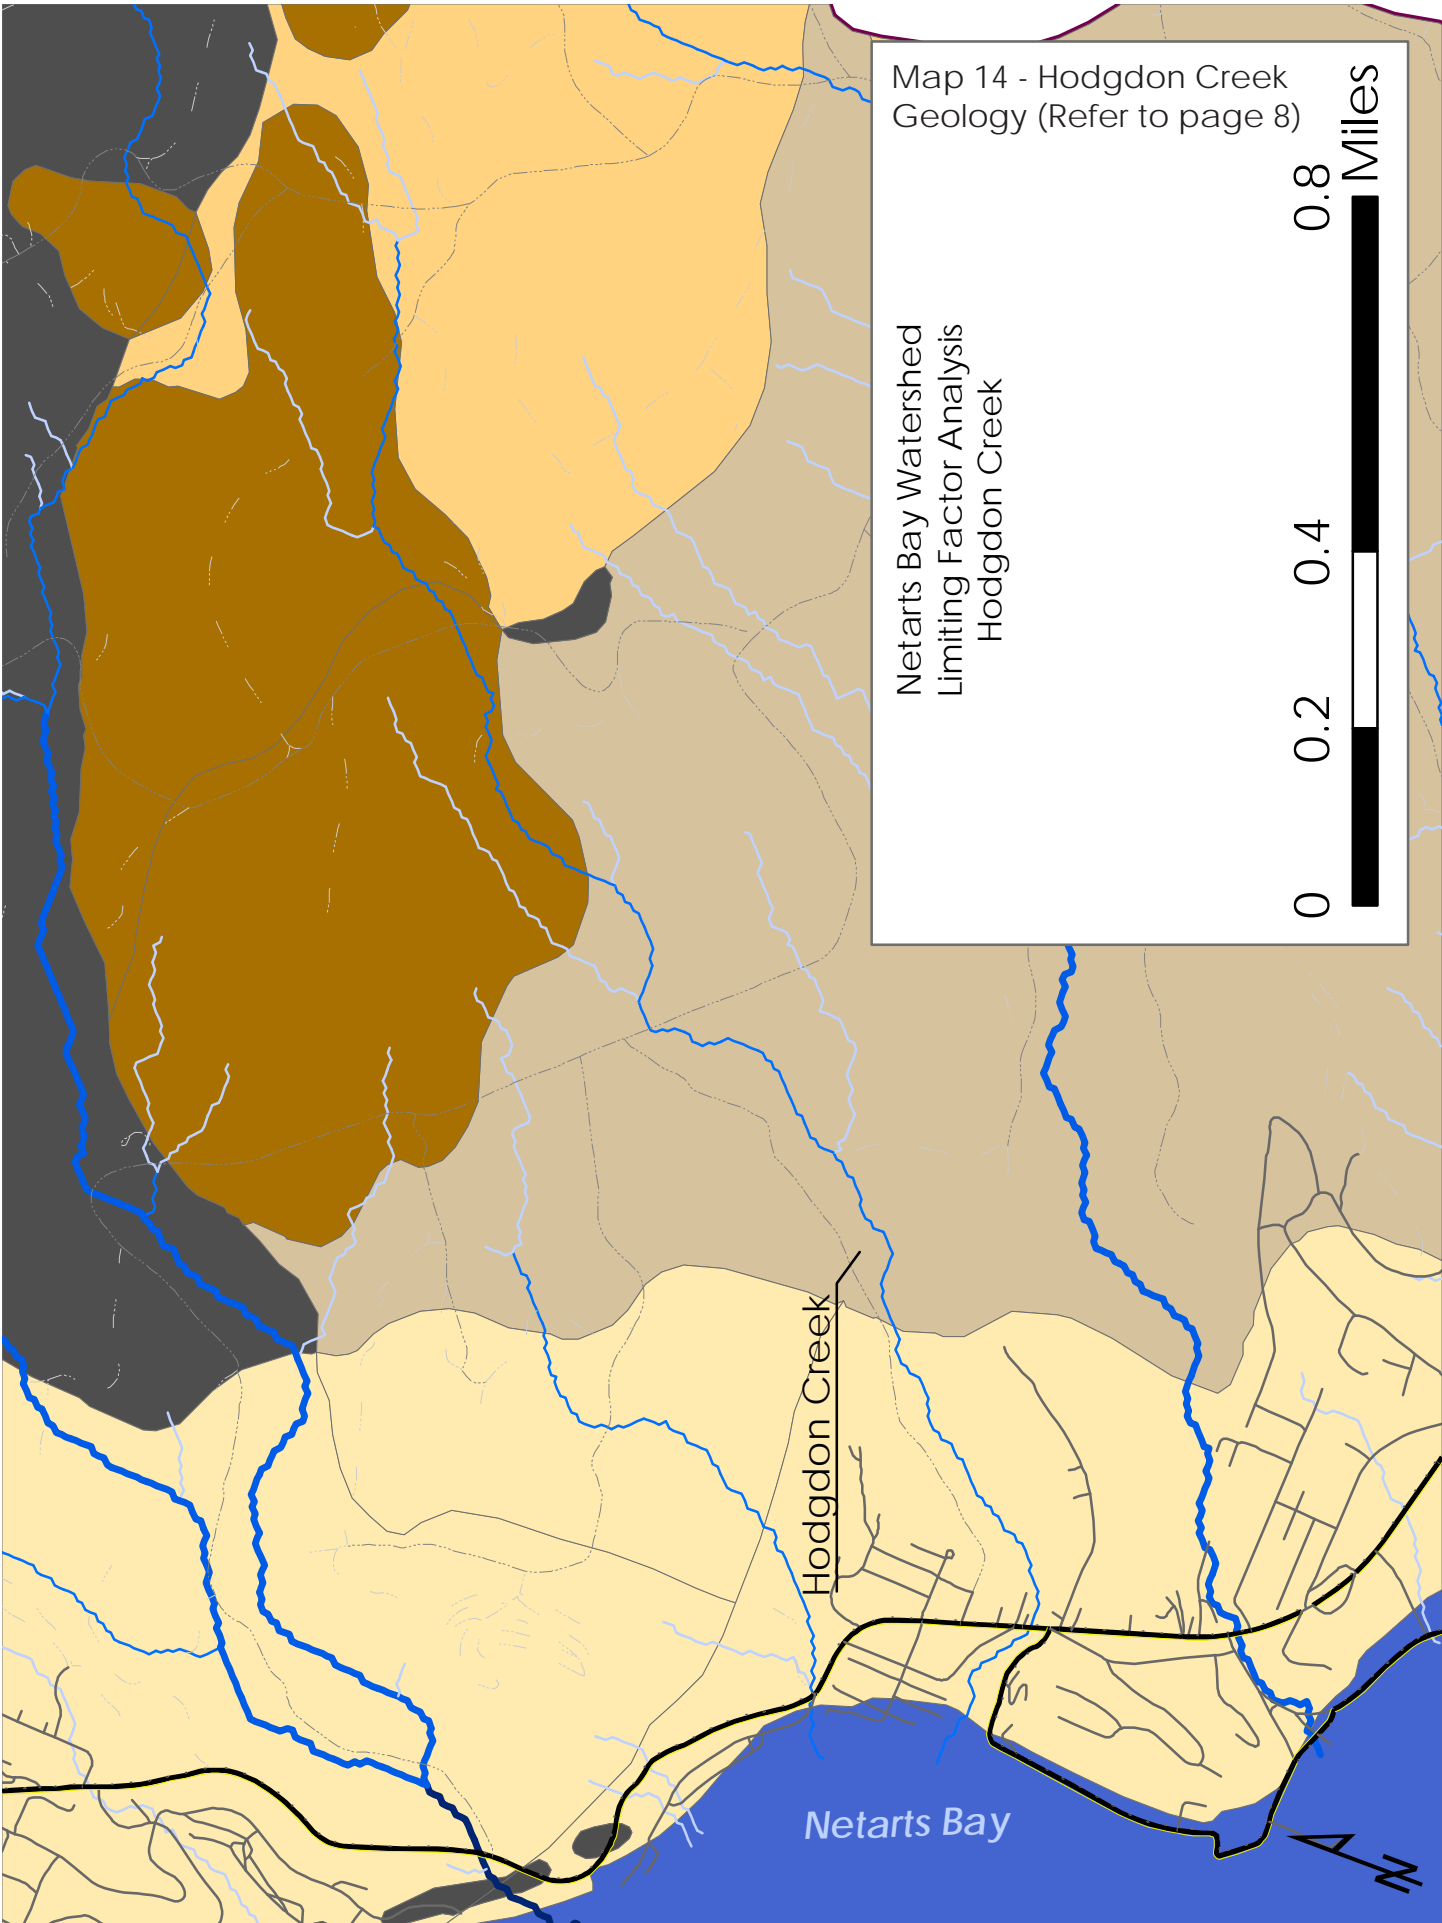 Map 14 - Hodgdon Creek
Geology (Refer to page 8)
Netarts Bay Watershed
Limiting Factor Analysis
Hodgdon Creek
0 0.2 0.4 0.8
Miles
Hodgdon Creek
Netarts Bay
N